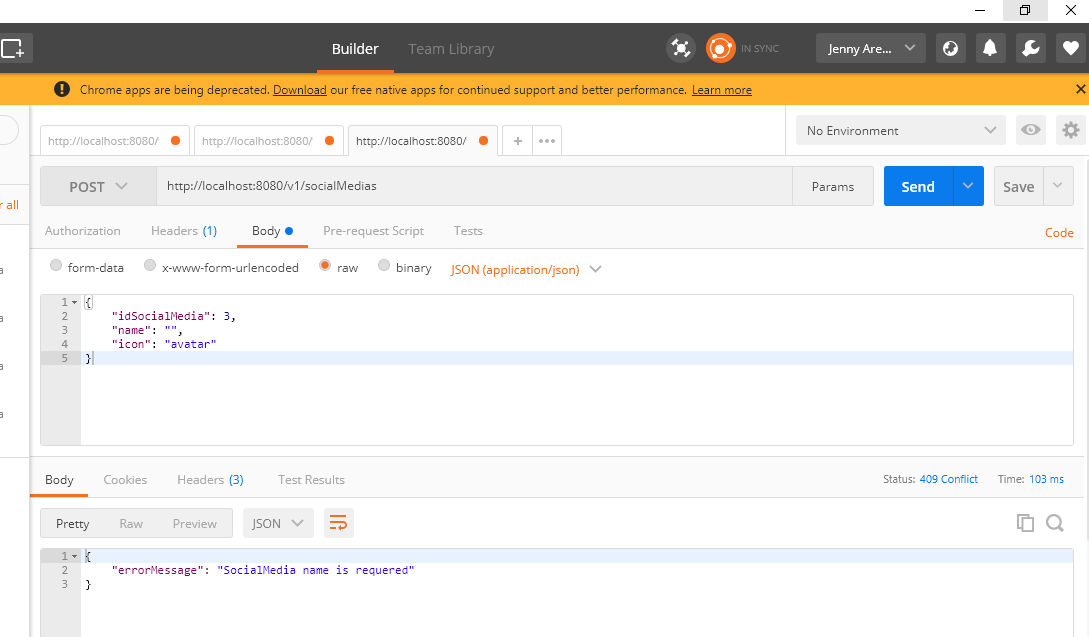 Builder
Team Library
IN SYNC
Jenny Are...
Chrome apps are being deprecated. Download our free native apps for continued support and better performance. Learn more
http://localhost:8080/
http://localhost:8080/
http://localhost:8080/
No Environment
r all
POST
http://localhost:8080/v1/socialMedias
Params
Send
Save
Authorization
Headers (1)
Body
Pre-request Script
Tests
Code
form-data
x-www-form-urlencoded
raw
binary
JSON (application/json)
1 {
2 "idSocialMedia": 3,
3 "name": "",
4 "icon": "avatar"
5 }
a
a
a
a
Body
Cookies
Headers (3)
Test Results
Status: 409 Conflict
Time: 103 ms
Pretty
Raw
Preview
JSON
1 {
2 "errorMessage": "SocialMedia name is requered"
3 }